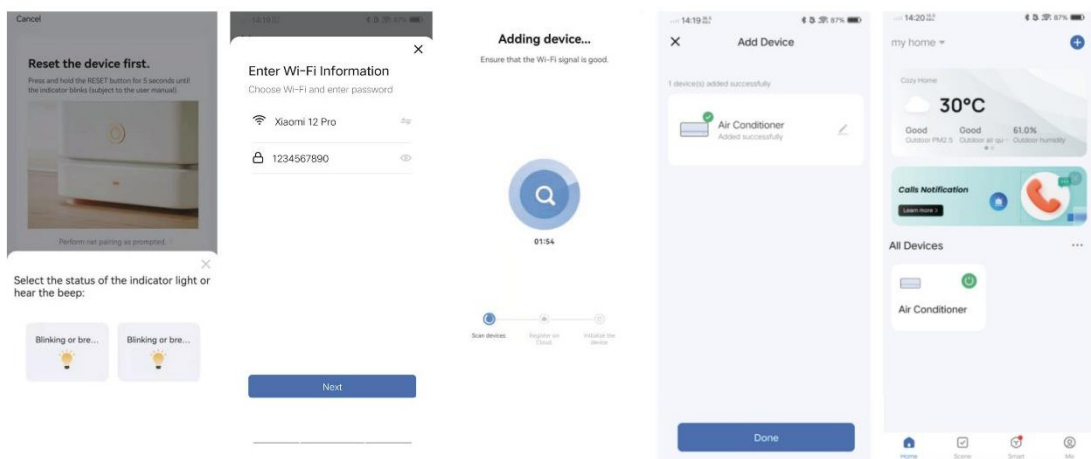 Cancel
Reset the device first.
Press and hold the RESET button for 5 seconds until
the indicator blinks (subject to the user manual).
Perform net pairing as prompted.
Select the status of the indicator light or
hear the beep:
Blinking or bre...
Blinking or bre...
14:19
87%
Enter Wi-Fi Information
Choose Wi-Fi and enter password
Xiaomi 12 Pro
1234567890
Next
Adding device...
Ensure that the Wi-Fi signal is good.
01:54
Scan devices
Register on
Cloud
Initialize the
device
14:19
87%
Add Device
1 device(s) added successfully
Air Conditioner
Added successfully
Done
14:20
87%
my home
Cozy Home
30°C
Good
Good
61.0%
Outdoor PM2.5
Outdoor air qu...
Outdoor humidity
Calls Notification
Learn more >
All Devices
Air Conditioner
Home
Scene
Smart
Me